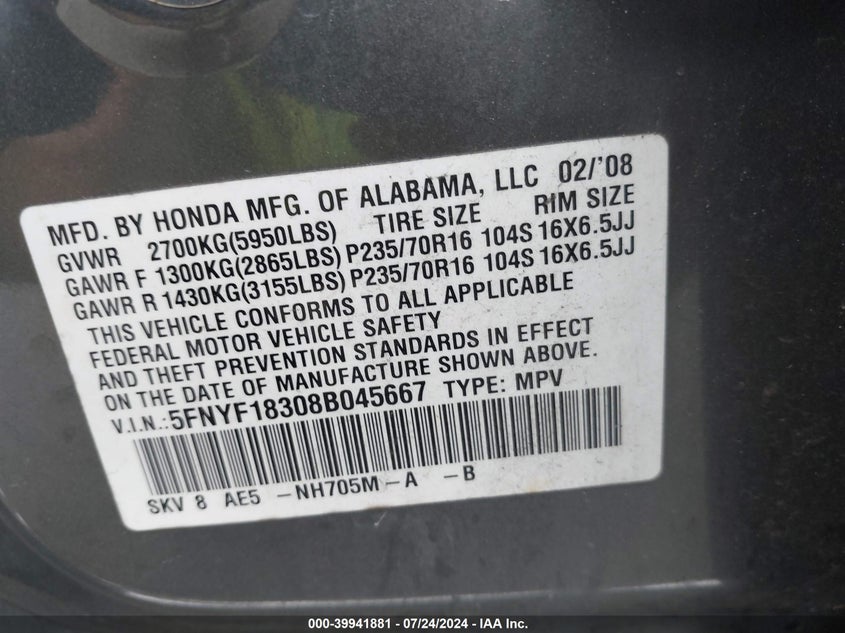 MFD. BY HONDA MFG. OF ALABAMA, LLC 02/'08
GVWR 2700KG(5950LBS) TIRE SIZE RIM SIZE
GAWR F 1300KG(2865LBS) P235/70R16 104S 16X6.5JJ
GAWR R 1430KG(3155LBS) P235/70R16 104S 16X6.5JJ
THIS VEHICLE CONFORMS TO ALL APPLICABLE
FEDERAL MOTOR VEHICLE SAFETY
AND THEFT PREVENTION STANDARDS IN EFFECT
ON THE DATE OF MANUFACTURE SHOWN ABOVE.
V.I.N.:5FNYF18308B045667 TYPE: MPV
SKV 8 AE5 -NH705M-A -B
000-39941881 / 07/24/2024 - IAA Inc.